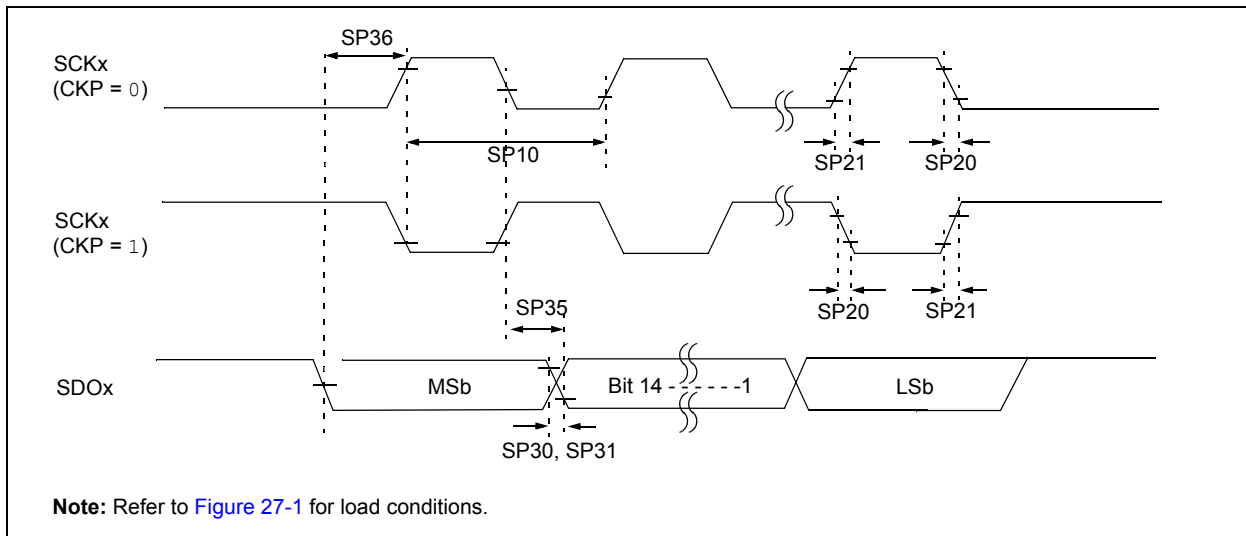 SP36
SCKx
(CKP = 0)
SP10
SP21
SP20
SCKx
(CKP = 1)
SP35
SP20
SP21
SDOx
MSb
Bit 14 - - - - - -1
LSb
SP30, SP31
Note: Refer to Figure 27-1 for load conditions.